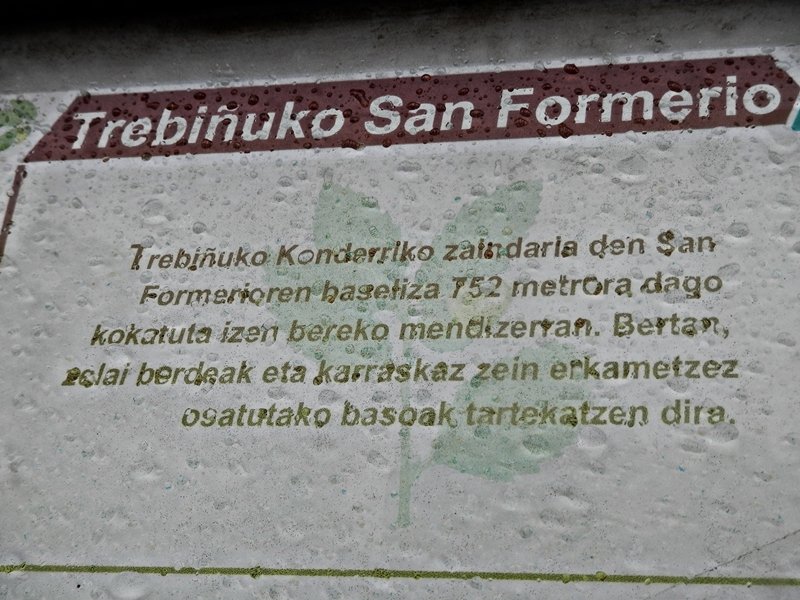 Trebiñuko San Formerio
Trebiñuko Konderriko zaindaria den San
Formerioren baseliza 752 metrora dago
kokatuta izen bereko mendizerran. Bertan,
zelai berdeak eta karraskaz zein erkametzez
osatutako basoak tartekatzen dira.